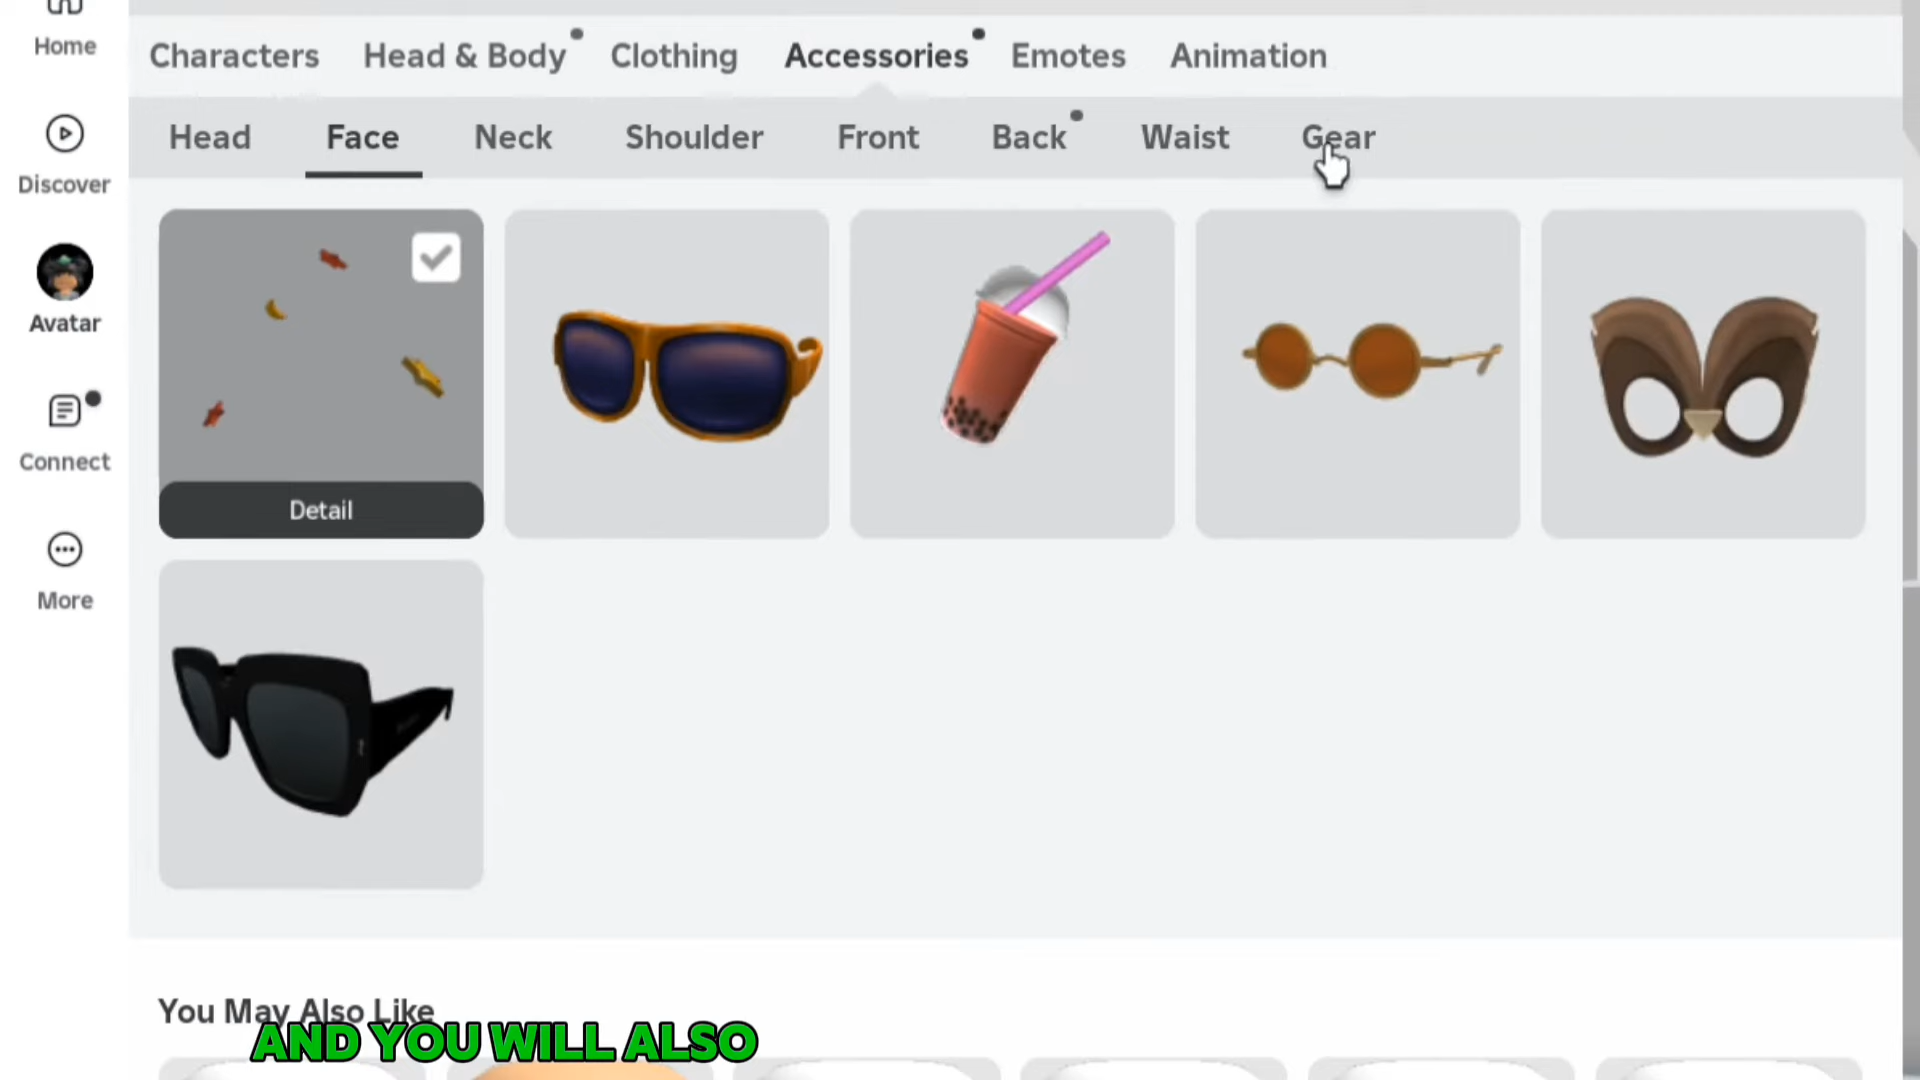 Home
Discover
Avatar
Connect
More
Characters Head & Body Clothing Accessories Emotes Animation
Head Face Neck Shoulder Front Back Waist Gear
Detail
You May Also Like
AND YOU WILL ALSO